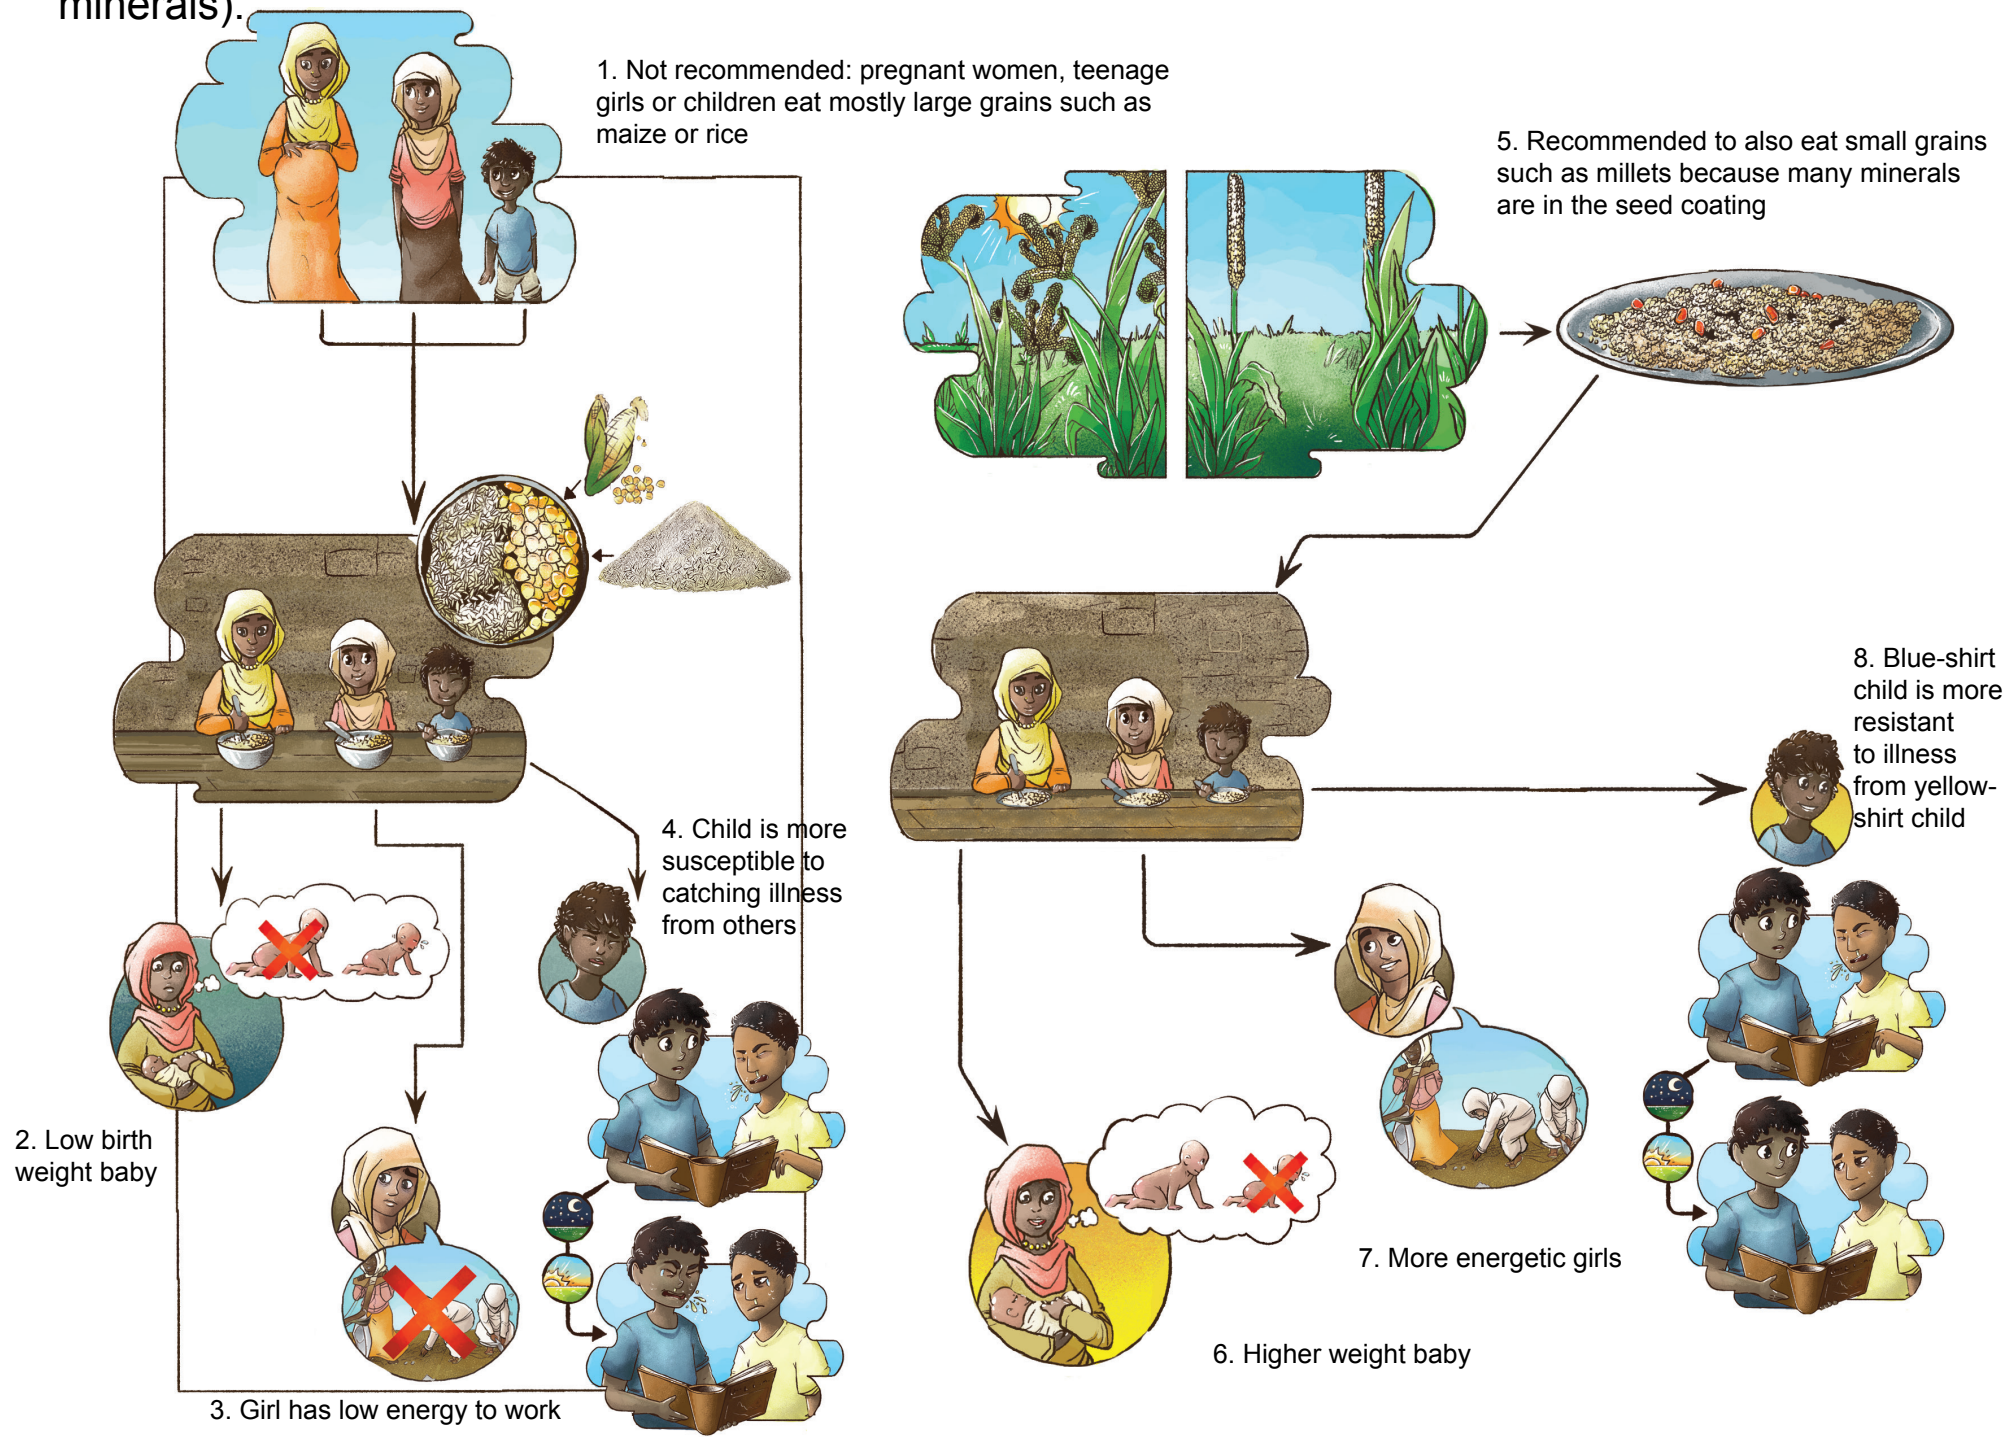 minerals).
1. Not recommended: pregnant women, teenage
girls or children eat mostly large grains such as
maize or rice
2. Low birth
weight baby
3. Girl has low energy to work
4. Child is more
susceptible to
catching illness
from others
5. Recommended to also eat small grains
such as millets because many minerals
are in the seed coating
6. Higher weight baby
7. More energetic girls
8. Blue-shirt
child is more
resistant
to illness
from yellow-
shirt child